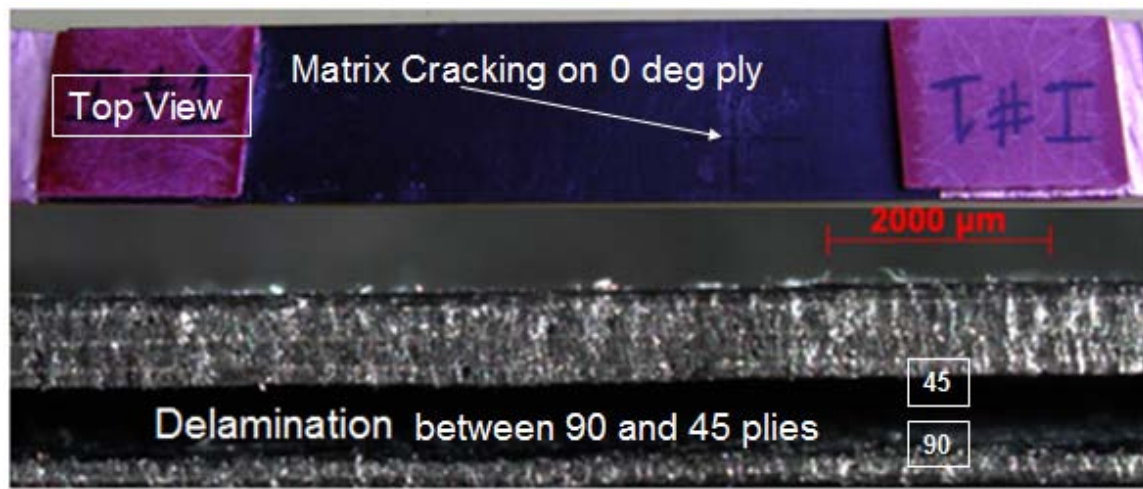 Matrix Cracking on 0 deg ply
Top View
2000 µm
45
Delamination between 90 and 45 plies
90